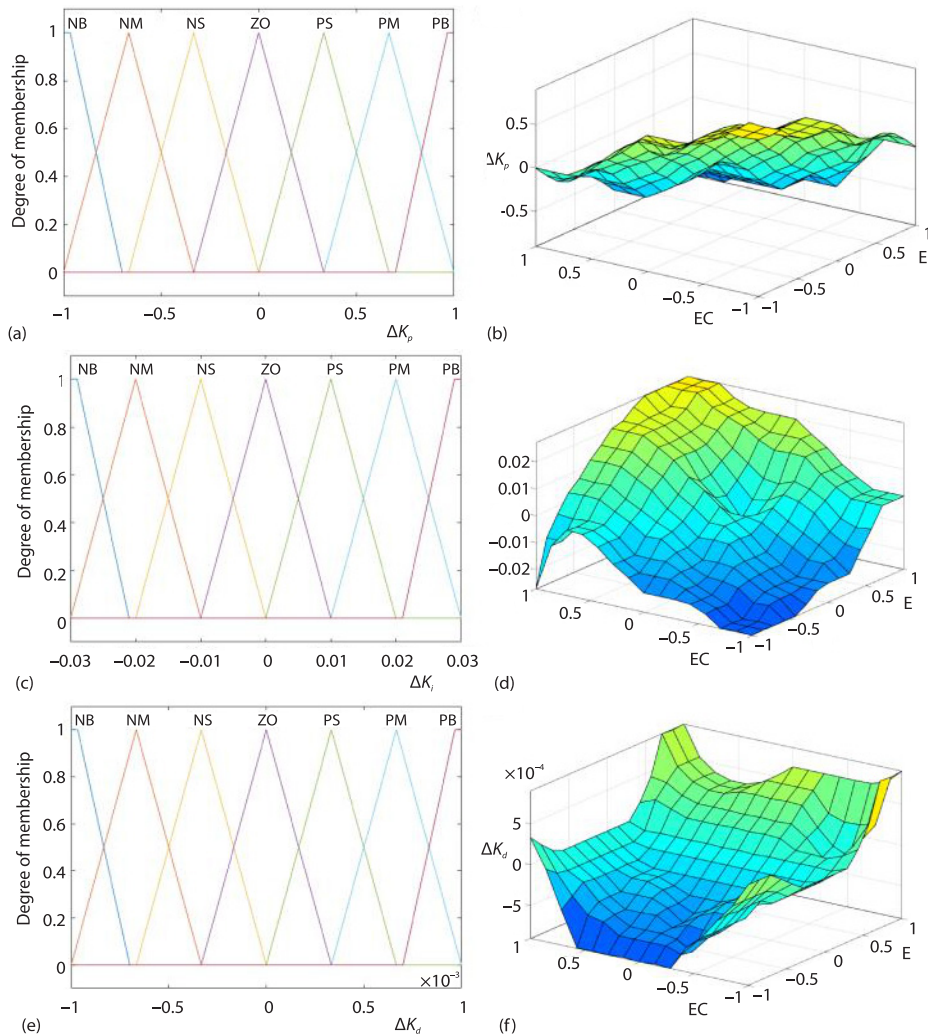 NB NM NS ZO PS PM PB
1
0.8
0.6
0.4
0.2
0
Degree of membership
-1 −0.5 0 0.5 1
ΔKp
(a)
0.5
0
-0.5
ΔKp
1 0.5 0 −0.5 −1
EC
−1 −0.5 0 0.5 1
E
(b)
NB NM NS ZO PS PM PB
1
0.8
0.6
0.4
0.2
0
Degree of membership
−0.03 −0.02 −0.01 0 0.01 0.02 0.03
ΔKi
(c)
0.02
0.01
0
−0.01
−0.02
1 0.5 0 −0.5 −1
EC
−1 −0.5 0 0.5 1
E
(d)
NB NM NS ZO PS PM PB
1
0.8
0.6
0.4
0.2
0
Degree of membership
×10−3
−1 −0.5 0 0.5 1
ΔKd
(e)
×10−4
5
0
−5
ΔKd
1 0.5 0 −0.5 −1
EC
−1 −0.5 0 0.5 1
E
(f)